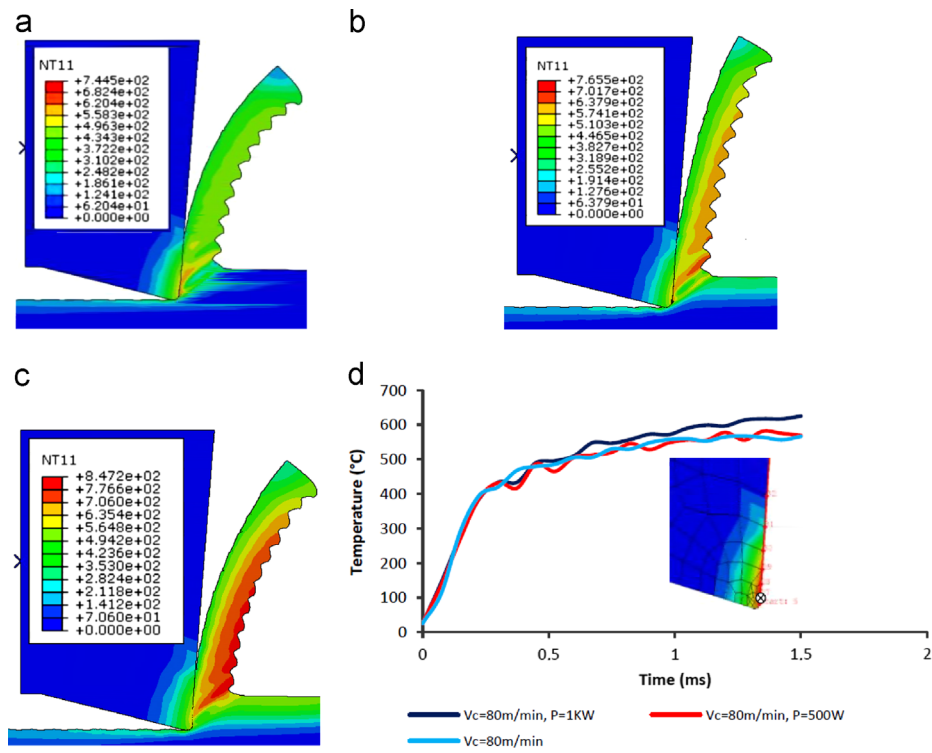 a
NT11
+7.445e+02
+6.824e+02
+6.204e+02
+5.583e+02
+4.963e+02
+4.343e+02
+3.722e+02
+3.102e+02
+2.482e+02
+1.861e+02
+1.241e+02
+6.204e+01
+0.000e+00
b
NT11
+7.655e+02
+7.017e+02
+6.379e+02
+5.741e+02
+5.103e+02
+4.465e+02
+3.827e+02
+3.189e+02
+2.552e+02
+1.914e+02
+1.276e+02
+6.379e+01
+0.000e+00
c
NT11
+8.472e+02
+7.766e+02
+7.060e+02
+6.354e+02
+5.648e+02
+4.942e+02
+4.236e+02
+3.530e+02
+2.824e+02
+2.118e+02
+1.412e+02
+7.060e+01
+0.000e+00
d
Temperature (°C)
700
600
500
400
300
200
100
0
0
0.5
1
1.5
2
Time (ms)
Vc=80m/min, P=1KW
Vc=80m/min, P=500W
Vc=80m/min